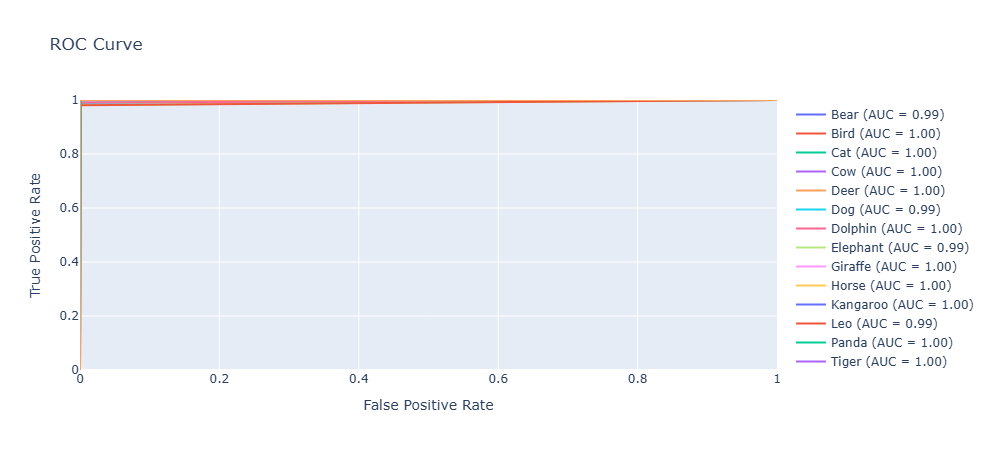 ROC Curve
1
0.8
0.6
0.4
0.2
0
True Positive Rate
0
0.2
0.4
0.6
0.8
1
False Positive Rate
Bear (AUC = 0.99)
Bird (AUC = 1.00)
Cat (AUC = 1.00)
Cow (AUC = 1.00)
Deer (AUC = 1.00)
Dog (AUC = 0.99)
Dolphin (AUC = 1.00)
Elephant (AUC = 0.99)
Giraffe (AUC = 1.00)
Horse (AUC = 1.00)
Kangaroo (AUC = 1.00)
Leo (AUC = 0.99)
Panda (AUC = 1.00)
Tiger (AUC = 1.00)